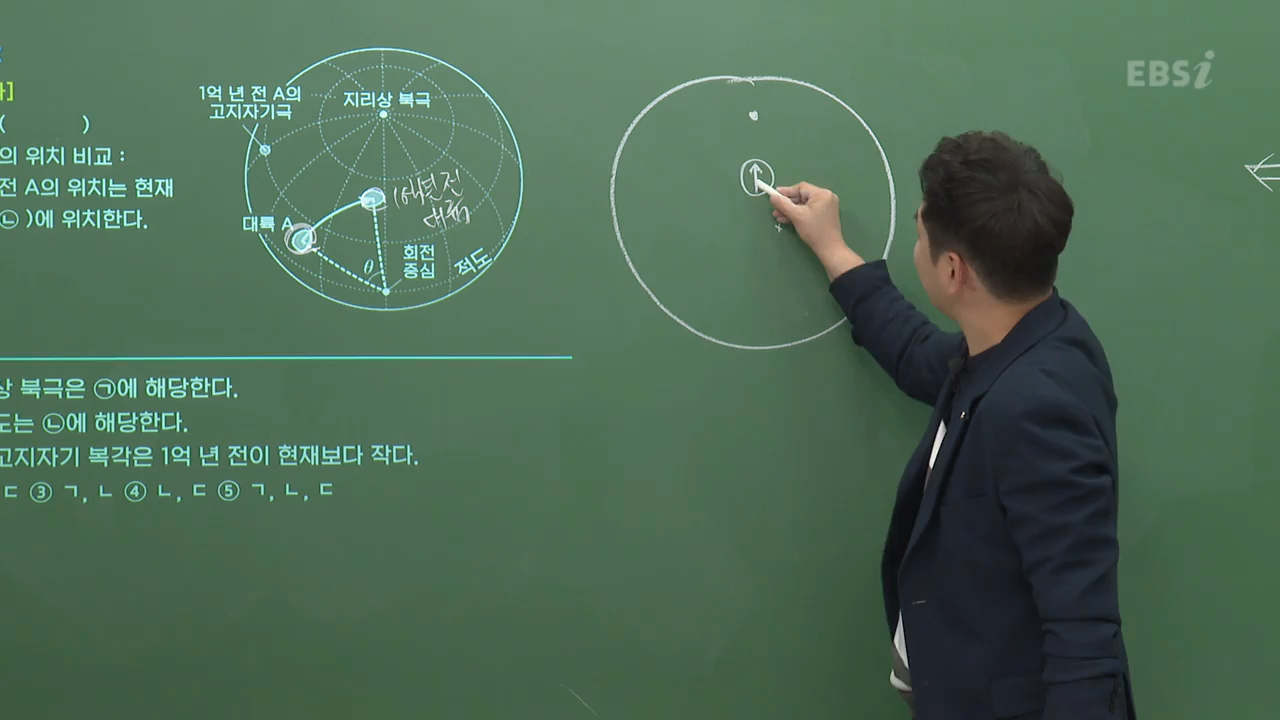 EBSi
]
1억 년 전 A의
고지자기극
지리상 북극
( )
의 위치 비교 :
전 A의 위치는 현재
㉡ )에 위치한다.
대륙 A
1억년 전
대륙
θ
회전
중심
적도
상 북극은 ㉠에 해당한다.
도는 ㉡에 해당한다.
고지자기 복각은 1억 년 전이 현재보다 작다.
ㄷ ③ ㄱ, ㄴ ④ ㄴ, ㄷ ⑤ ㄱ, ㄴ, ㄷ